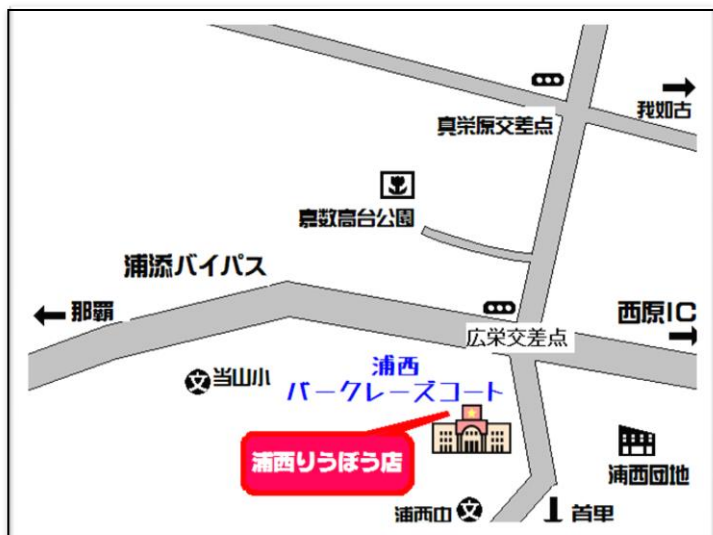 真栄原交差点
我如古
嘉数高台公園
浦添バイパス
那覇
西原IC
広栄交差点
当山小
浦西
バークレーズコート
浦西りうぼう店
浦西団地
浦西中
首里